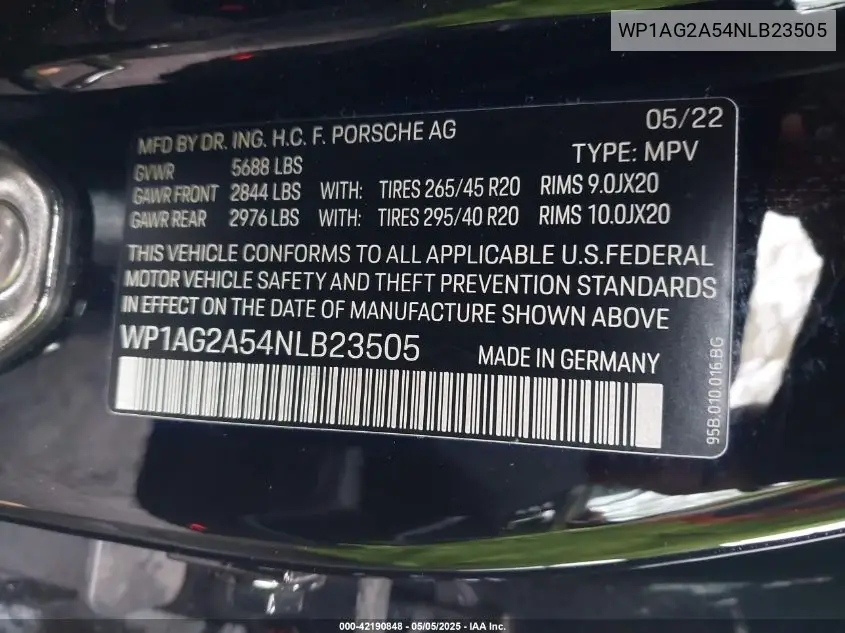 WP1AG2A54NLB23505
05/22
MFD BY DR. ING. H.C. F. PORSCHE AG
TYPE: MPV
GVWR 5688 LBS
GAWR FRONT 2844 LBS WITH: TIRES 265/45 R20 RIMS 9.0JX20
GAWR REAR 2976 LBS WITH: TIRES 295/40 R20 RIMS 10.0JX20
THIS VEHICLE CONFORMS TO ALL APPLICABLE U.S.FEDERAL
MOTOR VEHICLE SAFETY AND THEFT PREVENTION STANDARDS
IN EFFECT ON THE DATE OF MANUFACTURE SHOWN ABOVE
WP1AG2A54NLB23505 MADE IN GERMANY
95B.010.016.BG
000-42190848 - 05/05/2025 - IAA Inc.